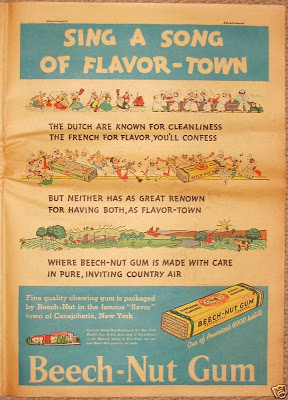 Advertisement
Advertisement
SING A SONG
OF FLAVOR-TOWN
THE DUTCH ARE KNOWN FOR CLEANLINESS
THE FRENCH FOR FLAVOR, YOU'LL CONFESS
BUT NEITHER HAS AS GREAT RENOWN
FOR HAVING BOTH, AS FLAVOR-TOWN
WHERE BEECH-NUT GUM IS MADE WITH CARE
IN PURE, INVITING COUNTRY AIR
Fine quality chewing gum is packaged
by Beech-Nut in the famous "flavor"
town of Canajoharie, New York
BEECH-NUT GUM
One of America's GOOD habits
Beech-Nut Gum